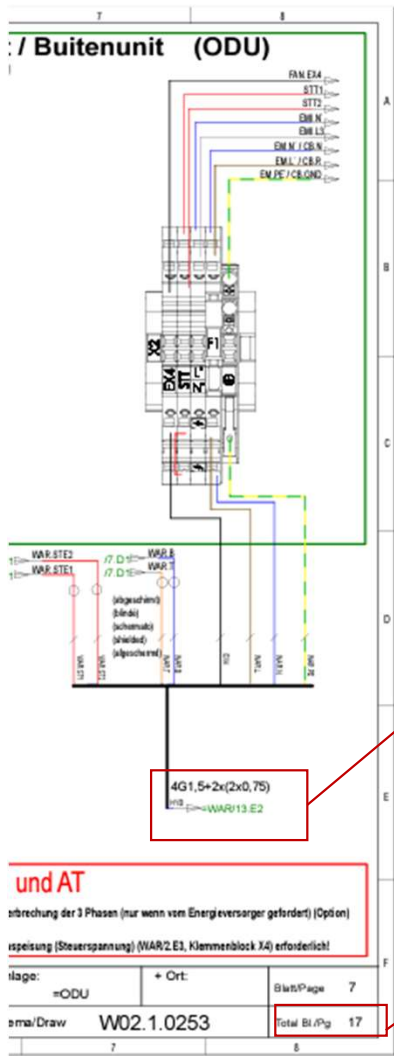 7 8
t / Buitenunit (ODU)
FAN.EX4
STT1
STT2
EMI.N
EMI.L3
EM.N' / CB.N
EM.L' / CB.R
EM.PE' / CB.GND
A
B
X2
EX4
STT
L"
N"
F1
C
WAR.STE2
WAR.STE1
/7.D1 WAR.R
/7.D1 WAR.T
(abgeschirmt)
(blindé)
(schermato)
(shielded)
(afgeschermd)
D
4G1,5+2x(2x0,75)
=WAR/13.E2
E
und AT
erbrechung der 3 Phasen (nur wenn vom Energieversorger gefordert) (Option)
speisung (Steuerspannung) (WAR/2.E3, Klemmenblock X4) erforderlich!
F
nlage:
=ODU
+ Ort:
Blatt/Page 7
ema/Draw W02.1.0253
Total Bl./Pg 17
7 8